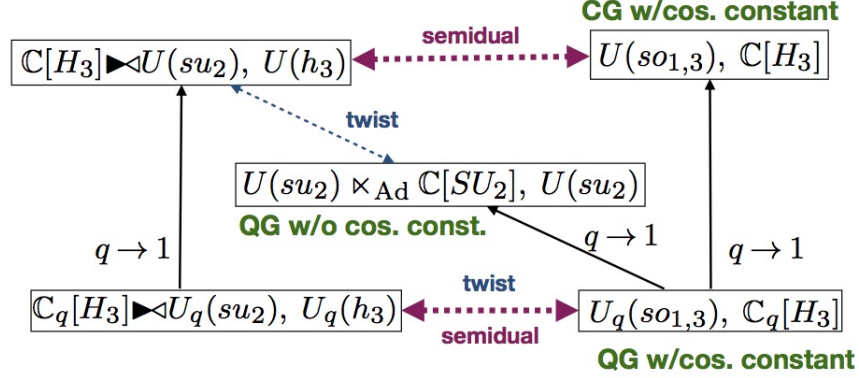 CG w/cos. constant
ℂ[H₃]▶◁U(su₂), U(h₃)
semidual
U(so₁,₃), ℂ[H₃]
twist
U(su₂) ⋉_Ad ℂ[SU₂], U(su₂)
QG w/o cos. const.
q → 1
q → 1
q → 1
twist
ℂ_q[H₃]▶◁U_q(su₂), U_q(h₃)
semidual
U_q(so₁,₃), ℂ_q[H₃]
QG w/cos. constant